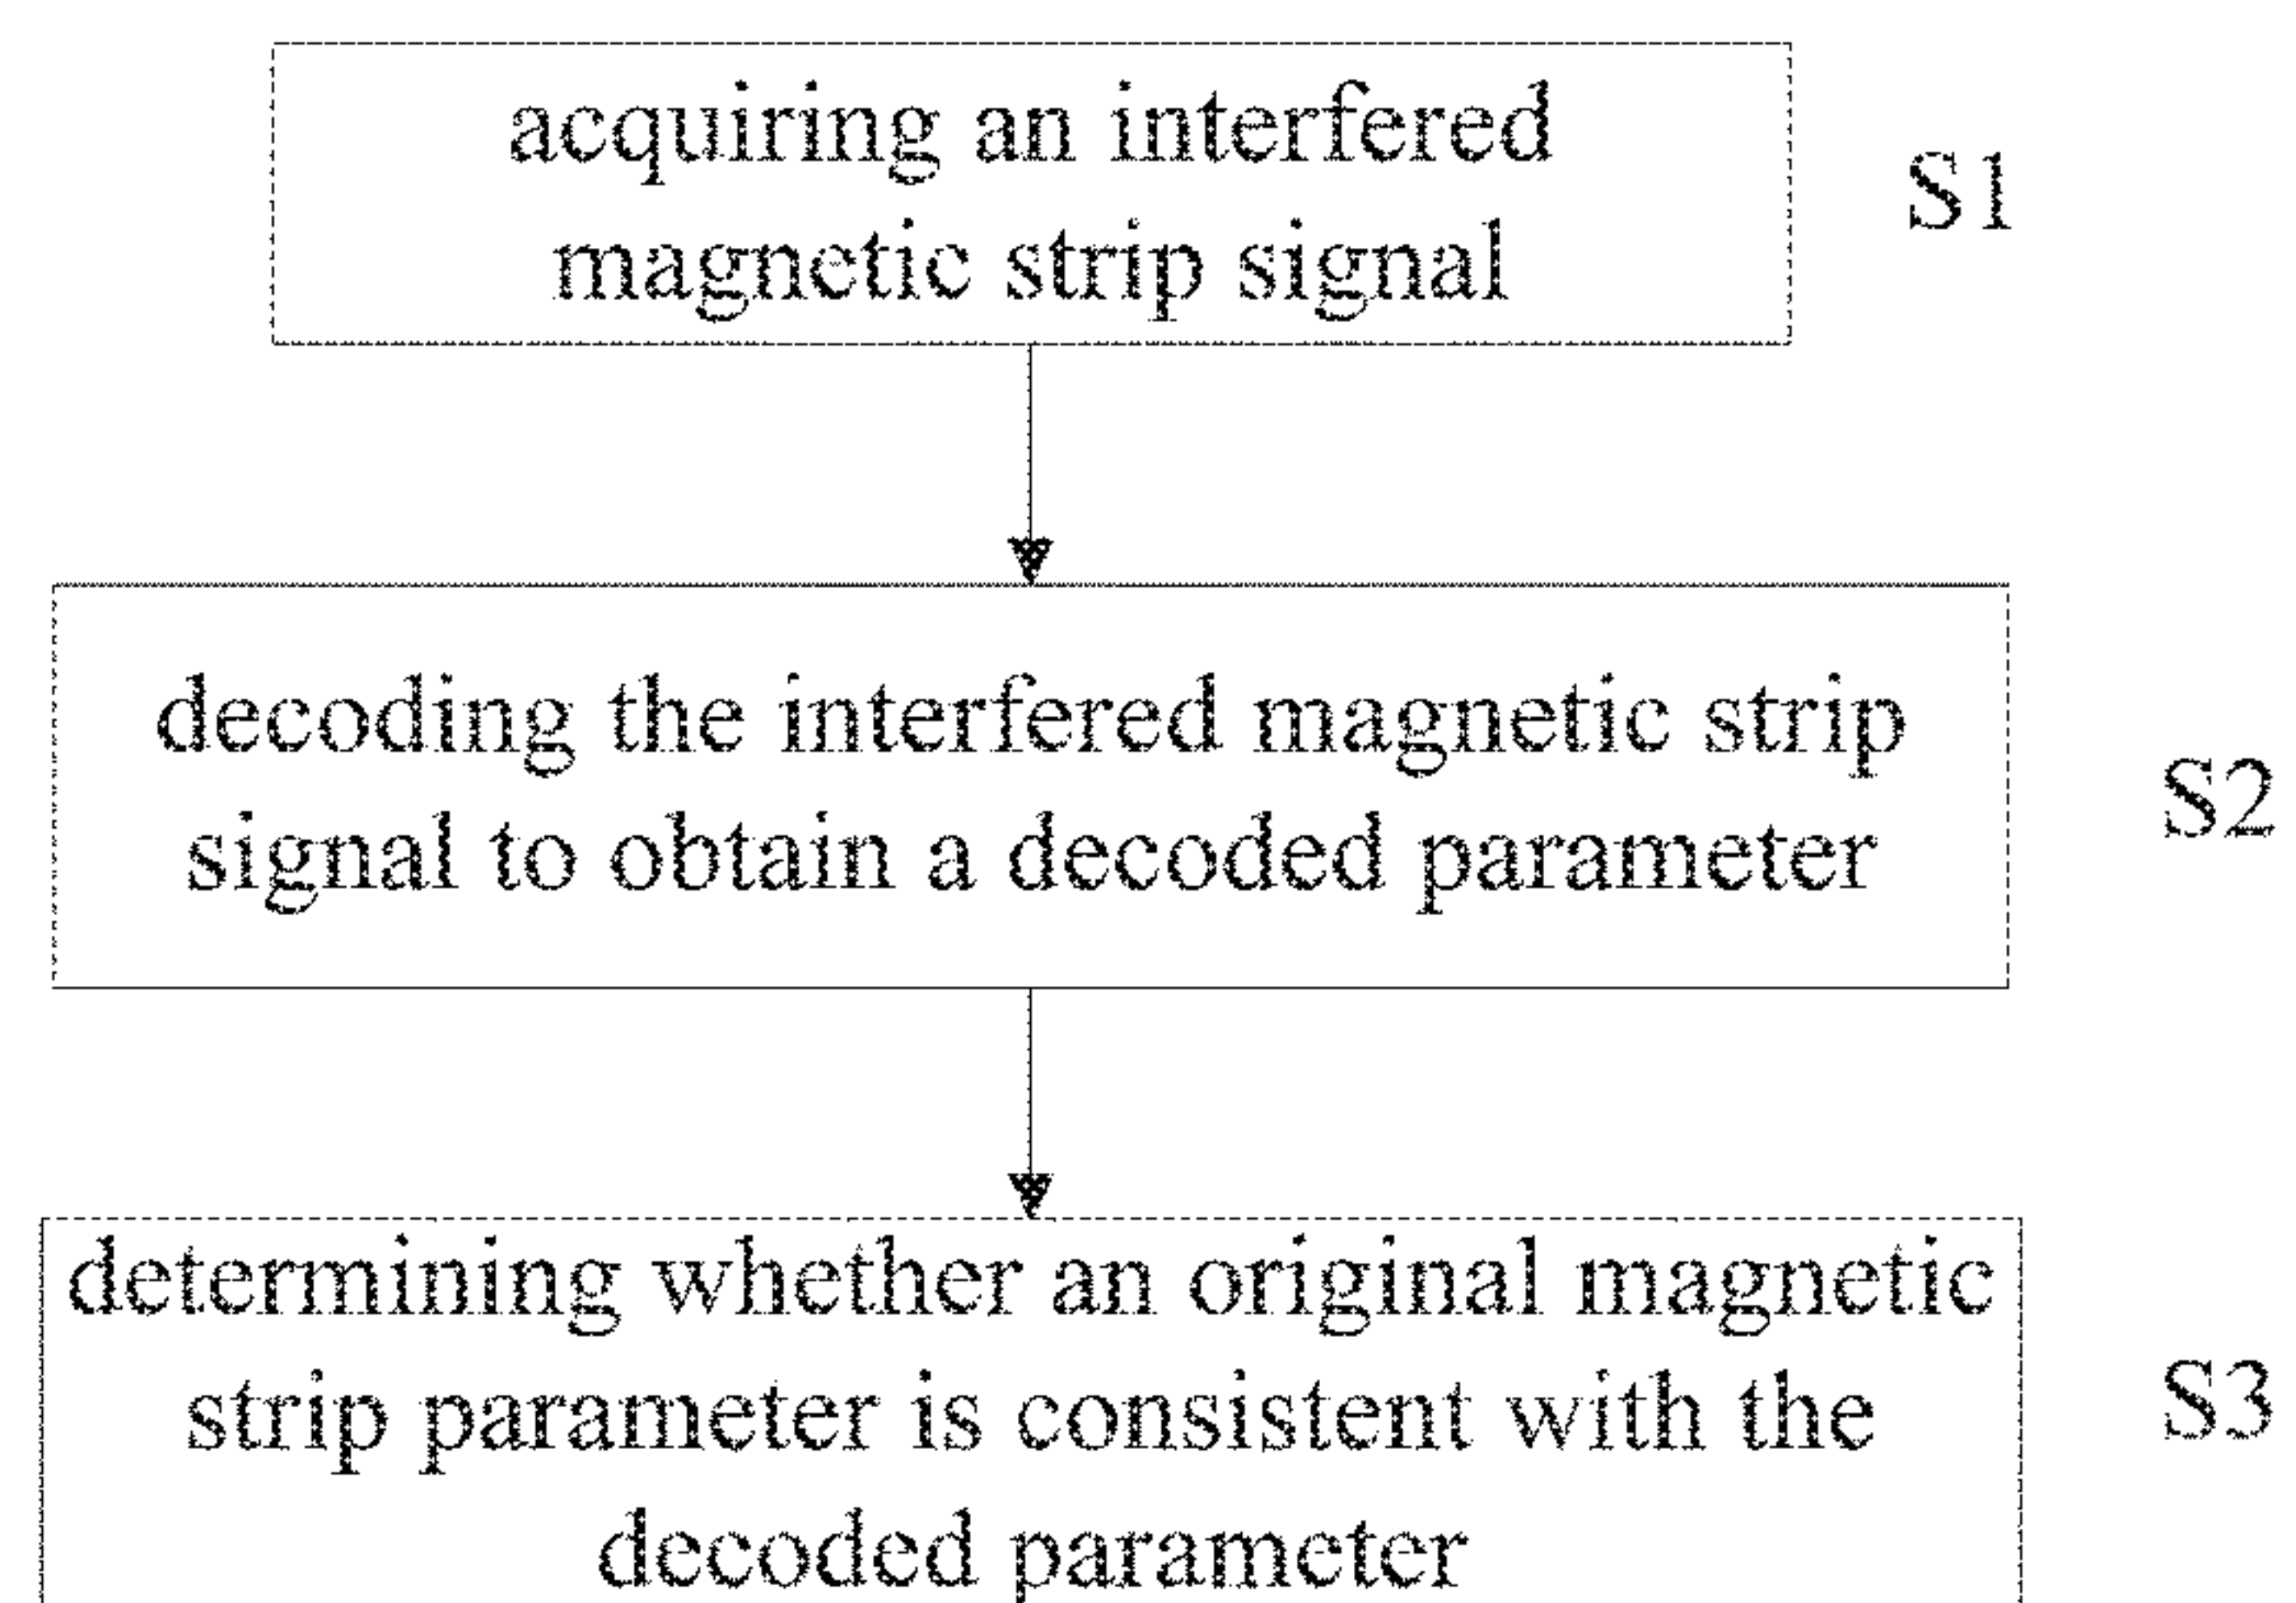 acquiring an interfered
magnetic strip signal
S1
decoding the interfered magnetic strip
signal to obtain a decoded parameter
S2
determining whether an original magnetic
strip parameter is consistent with the
decoded parameter
S3